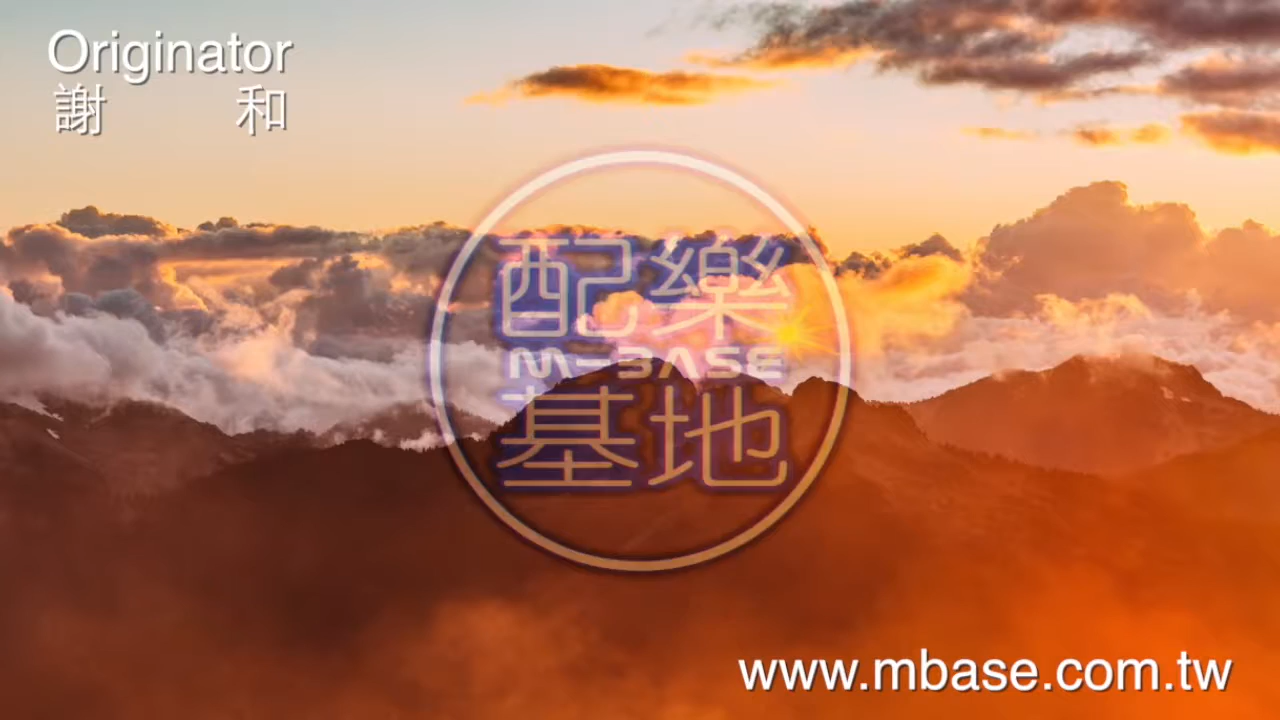 Originator
謝 和
配樂
M-BASE
基地
www.mbase.com.tw